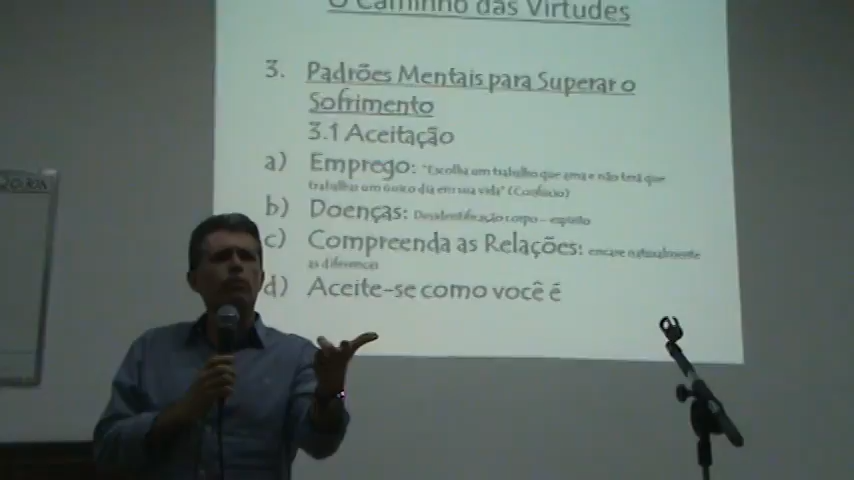 O Caminho das Virtudes
3. Padrões Mentais para Superar o
Sofrimento
3.1 Aceitação
a) Emprego: "Escolha um trabalho que ama e não terá que
trabalhar um único dia em sua vida" (Confúcio)
b) Doenças: Desidentificação corpo – espírito
c) Compreenda as Relações: encare naturalmente
as diferenças
d) Aceite-se como você é